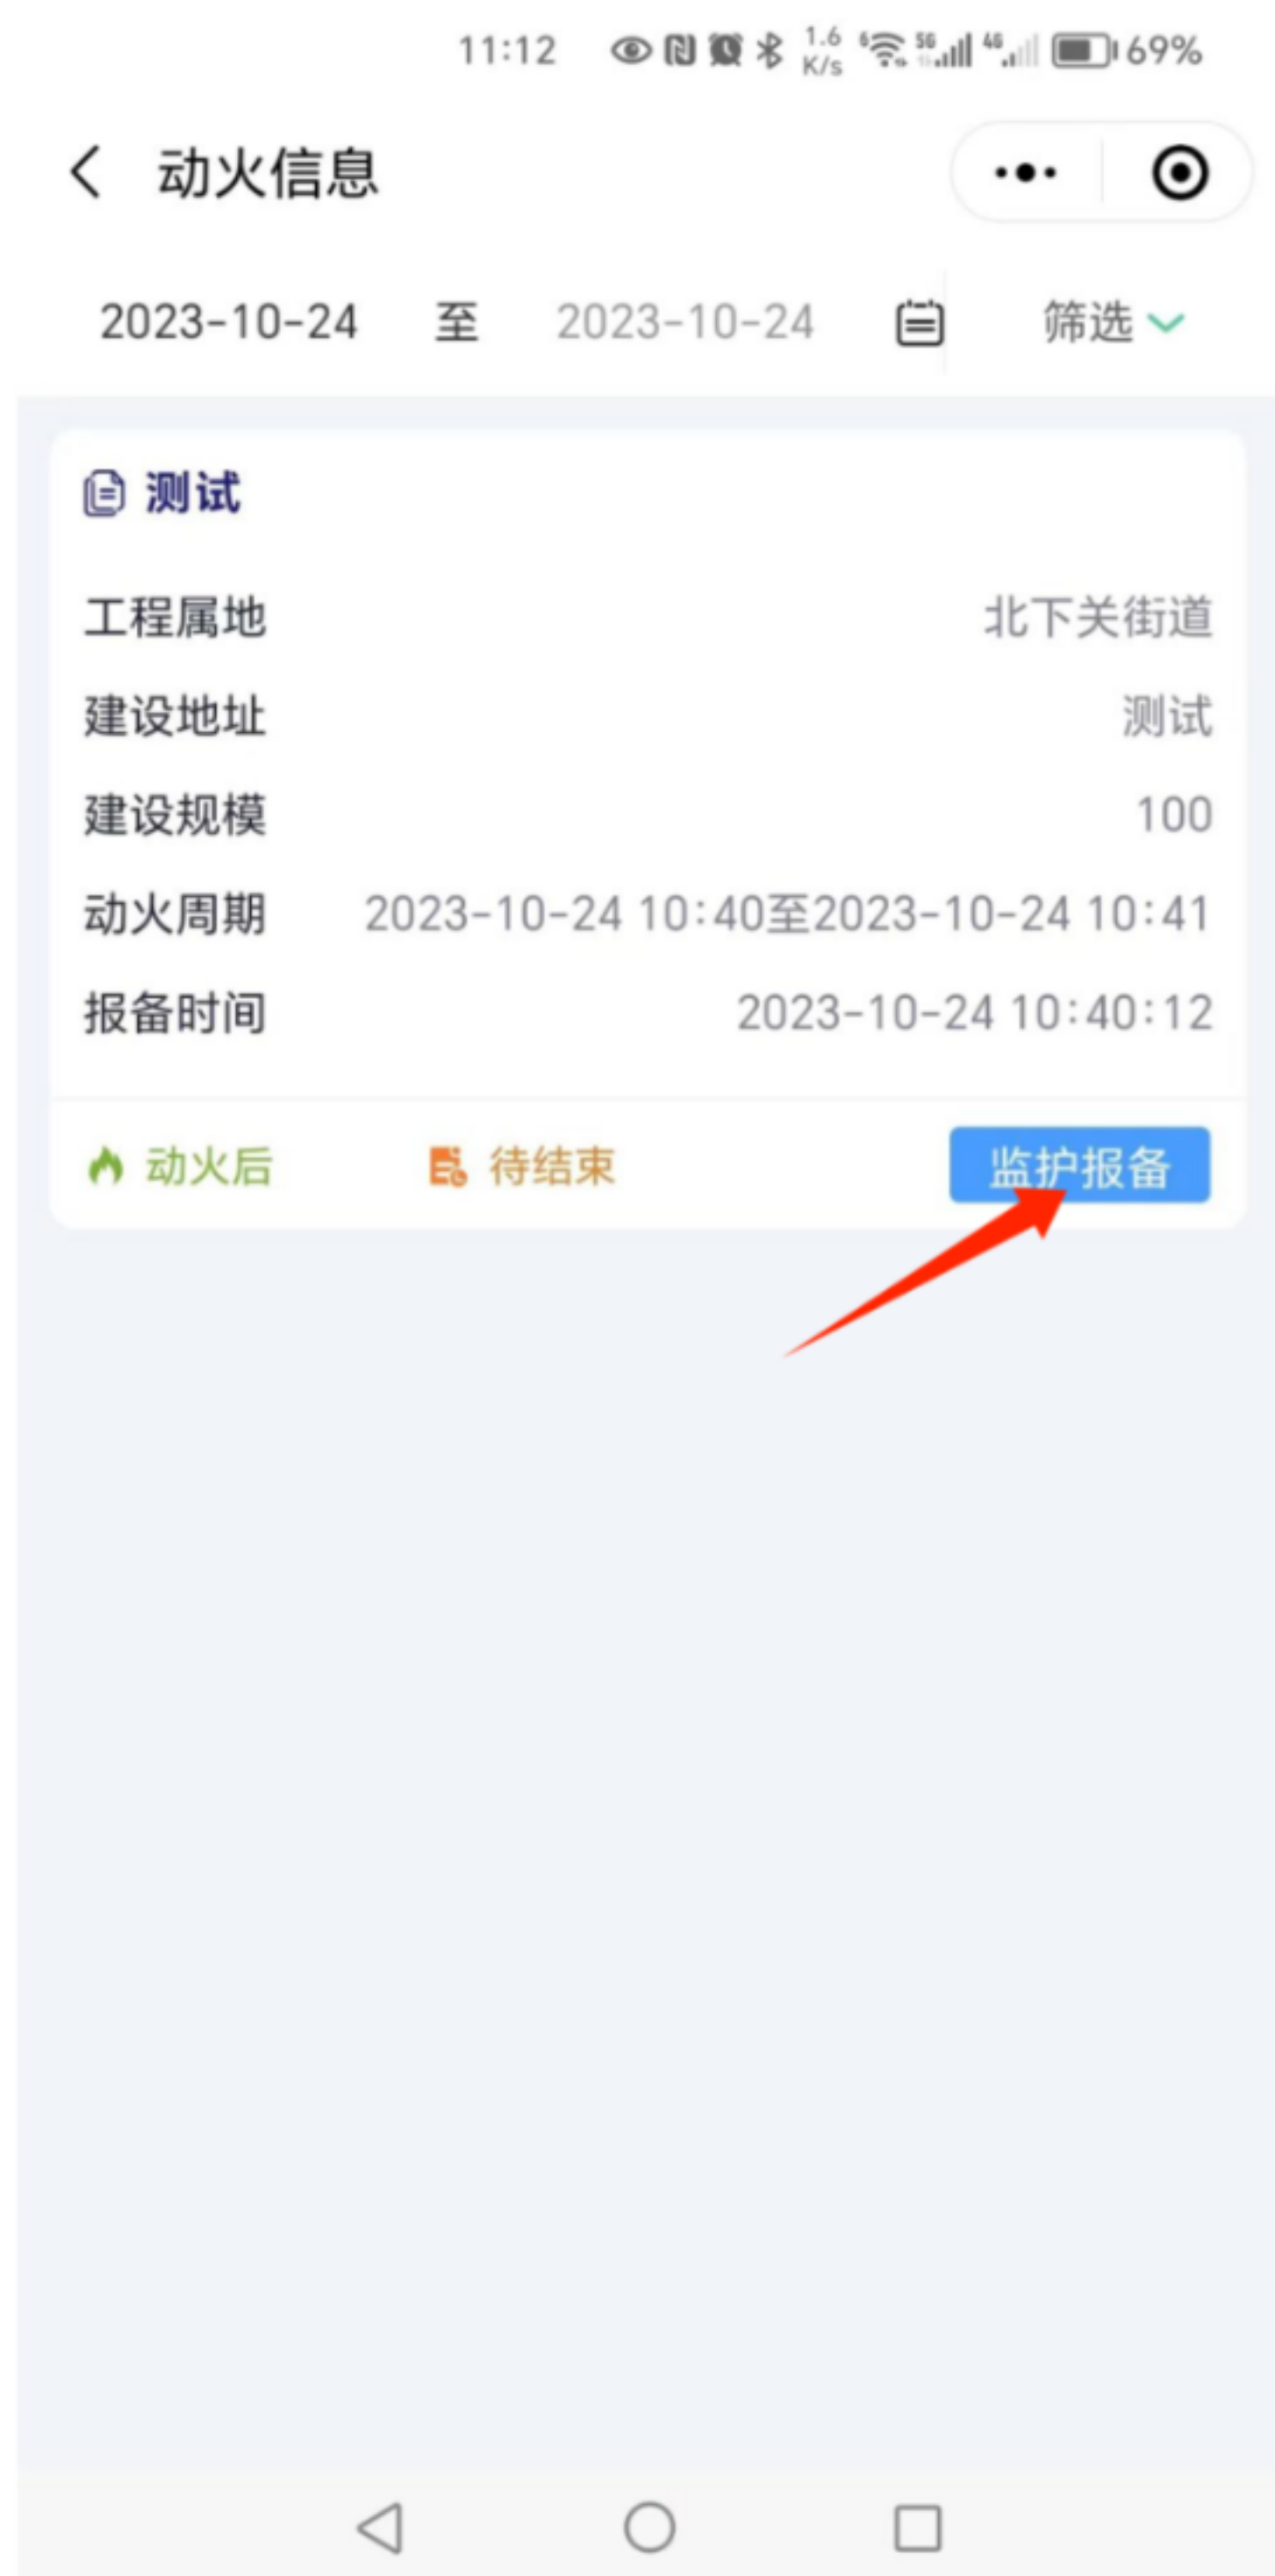 11:12 1.6 K/s 6 5G 4G 69%
动火信息
2023-10-24 至 2023-10-24 筛选
测试
工程属地 北下关街道
建设地址 测试
建设规模 100
动火周期 2023-10-24 10:40至2023-10-24 10:41
报备时间 2023-10-24 10:40:12
动火后 待结束 监护报备